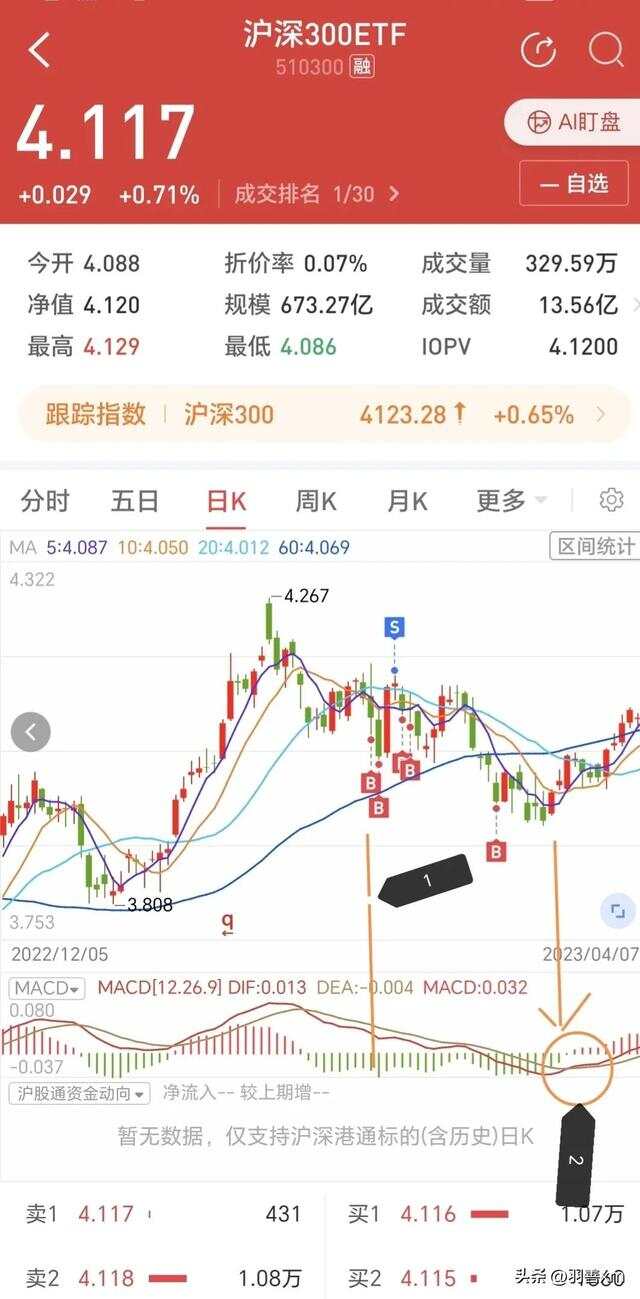 沪深300ETF
510300 融
4.117
AI盯盘
+0.029 +0.71% 成交排名 1/30
自选
今开 4.088 折价率 0.07% 成交量 329.59万
净值 4.120 规模 673.27亿 成交额 13.56亿
最高 4.129 最低 4.086 IOPV 4.1200
跟踪指数 沪深300 4123.28↑ +0.65%
分时 五日 日K 周K 月K 更多
MA 5:4.087 10:4.050 20:4.012 60:4.069 区间统计
4.322
4.267
S
B
B
B
B
1
3.808
3.753
q
2022/12/05 2023/04/07
MACD MACD[12.26.9] DIF:0.013 DEA:-0.004 MACD:0.032
0.080
-0.037
沪股通资金动向 净流入-- 较上期增--
暂无数据，仅支持沪深港通标的(含历史)日K
2
卖1 4.117 431 买1 4.116 1.07万
卖2 4.118 1.08万 买2 4.115